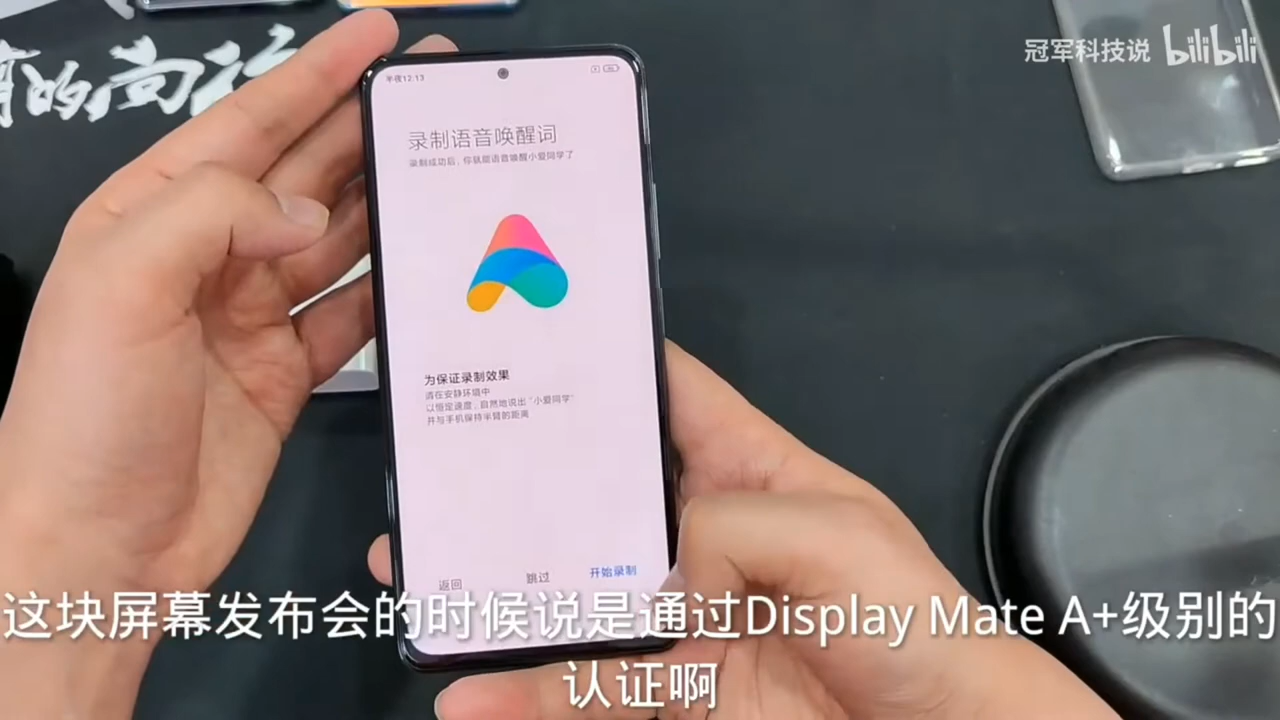 冠军科技说 bilibili
半夜12:13
录制语音唤醒词
录制成功后，你就能语音唤醒小爱同学了
为保证录制效果
请在安静环境中
以恒定速度，自然地说出“小爱同学”
并与手机保持半臂的距离
返回 跳过 开始录制
这块屏幕发布会的时候说是通过Display Mate A+级别的
认证啊